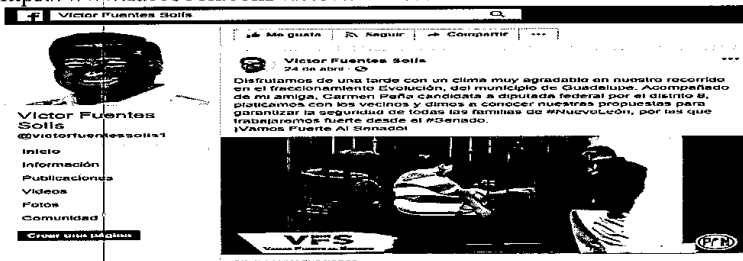 Victor Fuentes Solis
Me gusta Seguir Compartir ...
Victor Fuentes Solis
24 de abril
Disfrutamos de una tarde con un clima muy agradable en nuestro recorrido
en el fraccionamiento Evolución, del municipio de Guadalupe. Acompañado
de mi amiga, Carmen Peña candidata a diputada federal por el distrito 8,
platicamos con los vecinos y dimos a conocer nuestras propuestas para
garantizar la seguridad de todas las familias de #NuevoLeón, por las que
trabajaremos fuerte desde el #Senado.
¡Vamos Fuerte Al Senado!
Victor Fuentes
Solis
@victorfuentessolis1
Inicio
Información
Publicaciones
Videos
Fotos
Comunidad
Crear una página
VFS
VAMOS FUERTE AL SENADO